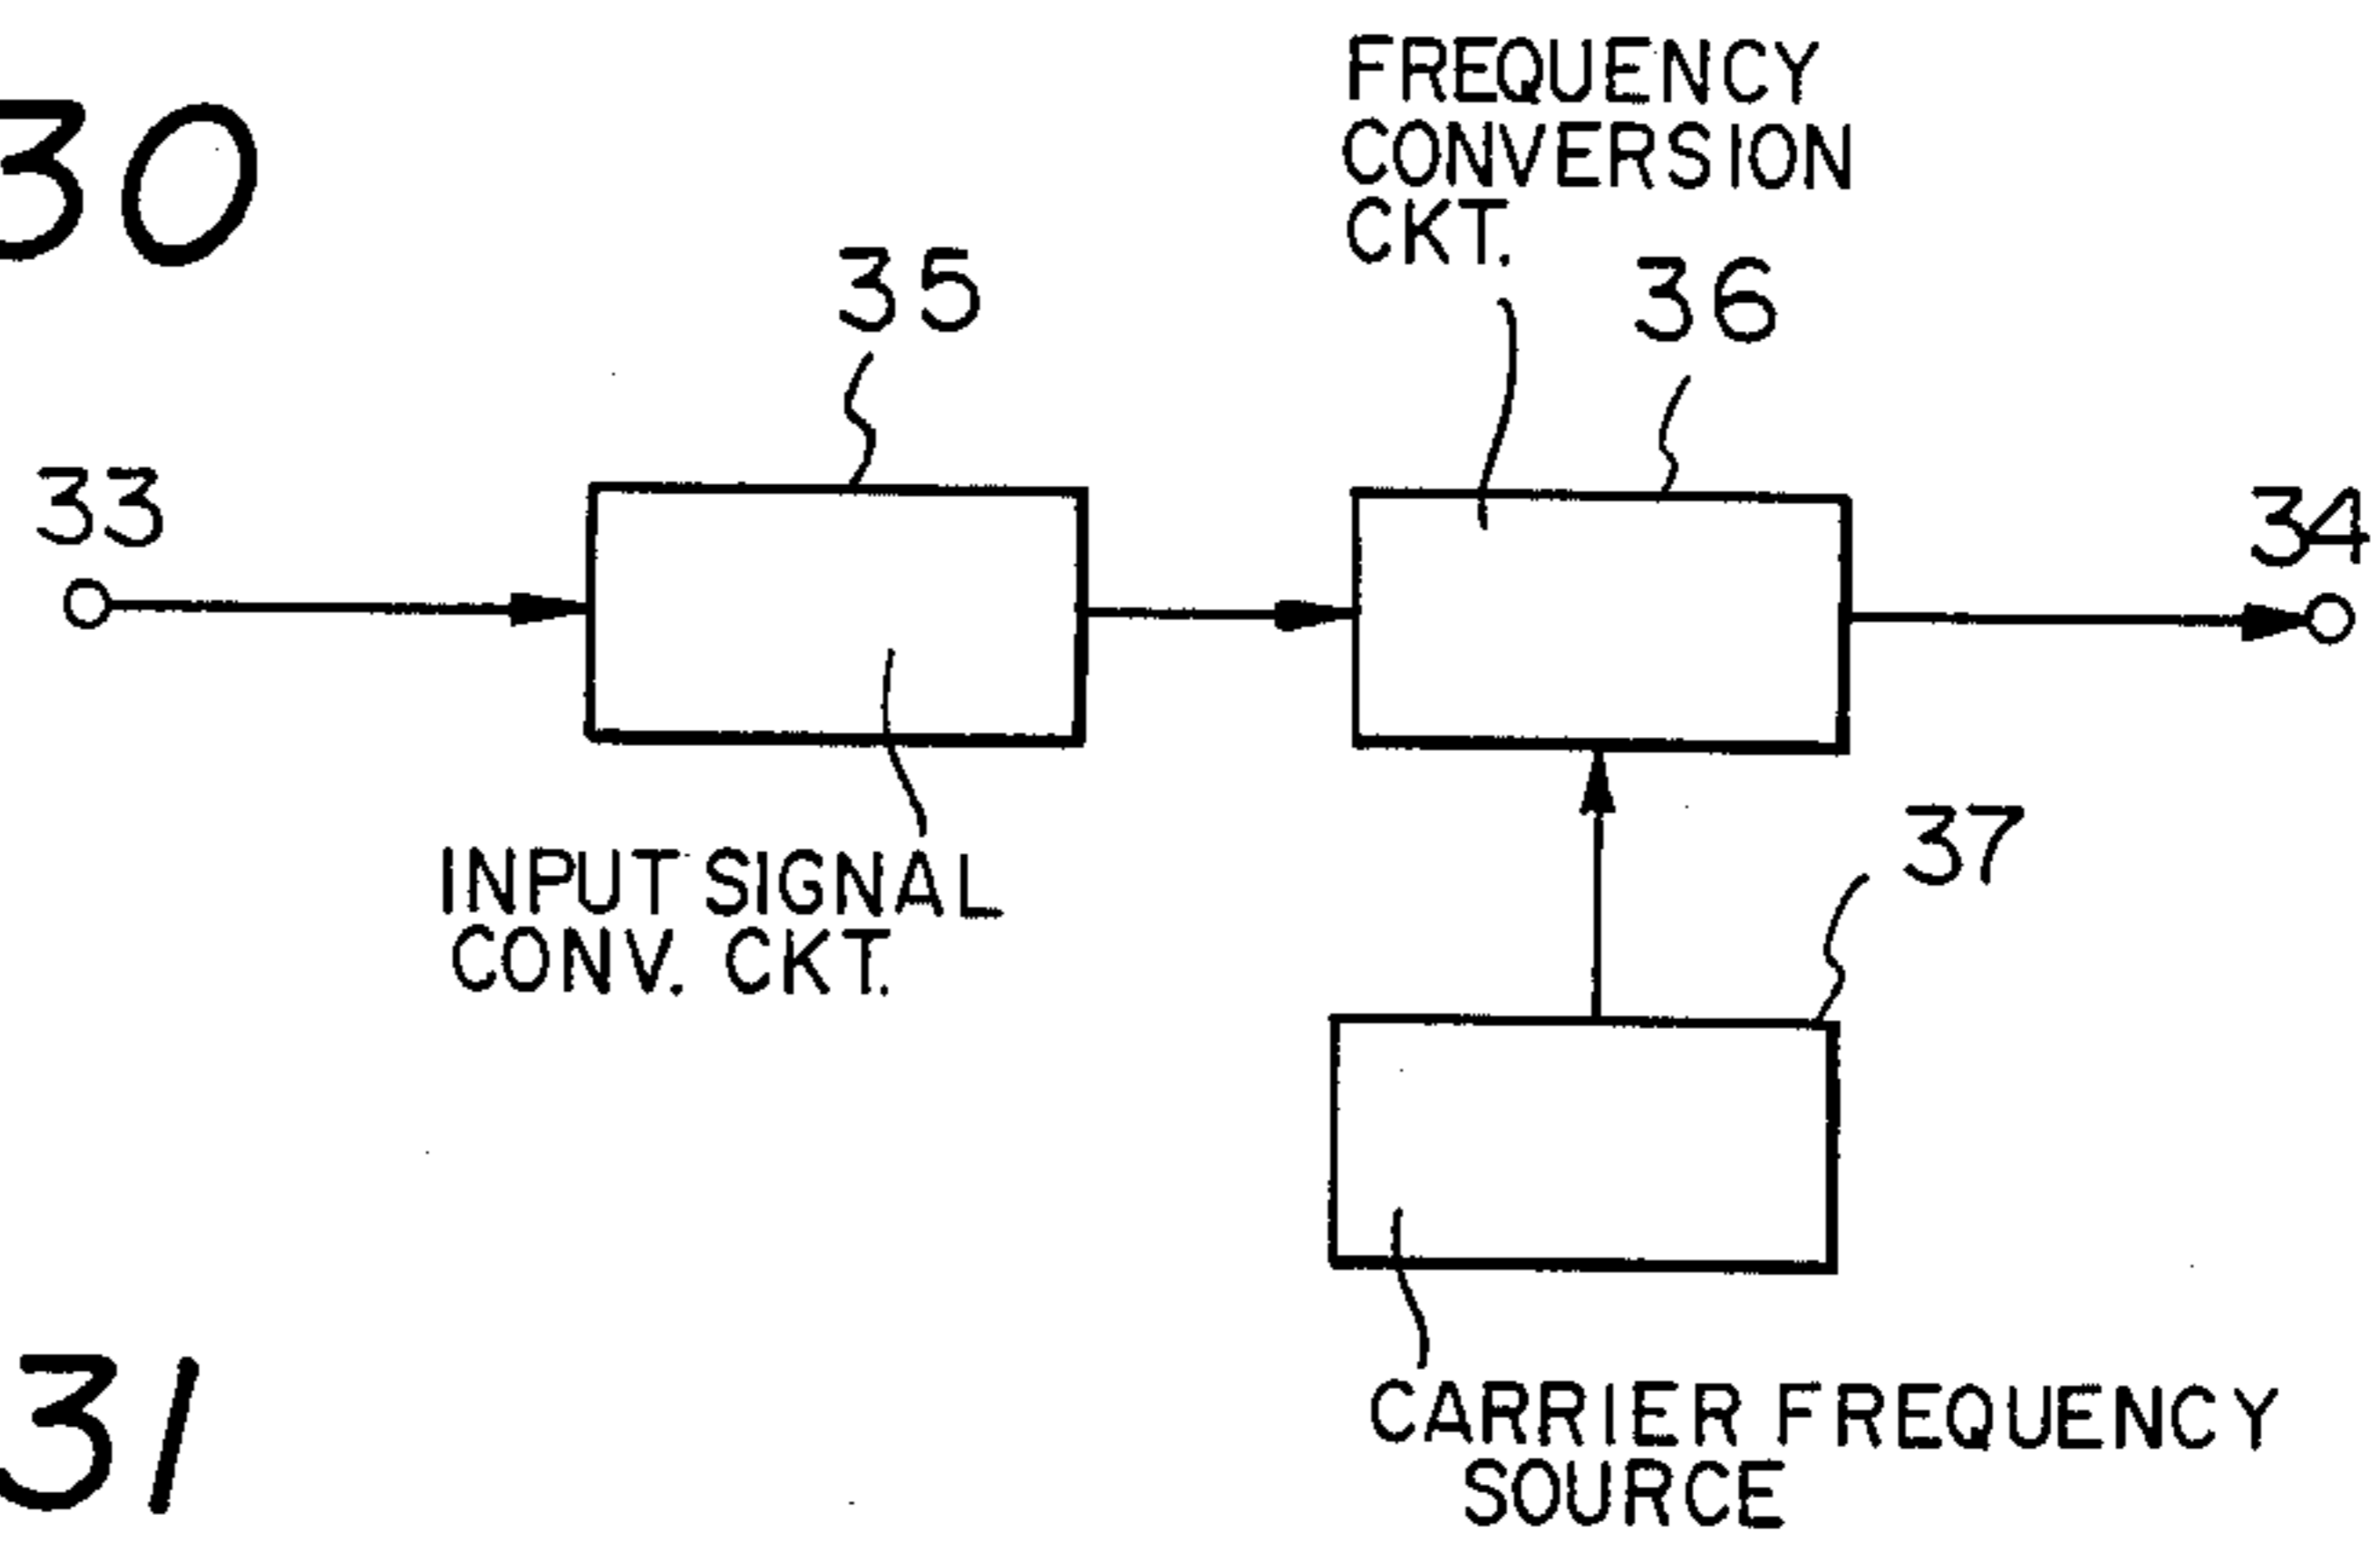 30
FREQUENCY
CONVERSION
CKT.
35
36
33
34
INPUT SIGNAL
CONV. CKT.
37
31
CARRIER FREQUENCY
SOURCE